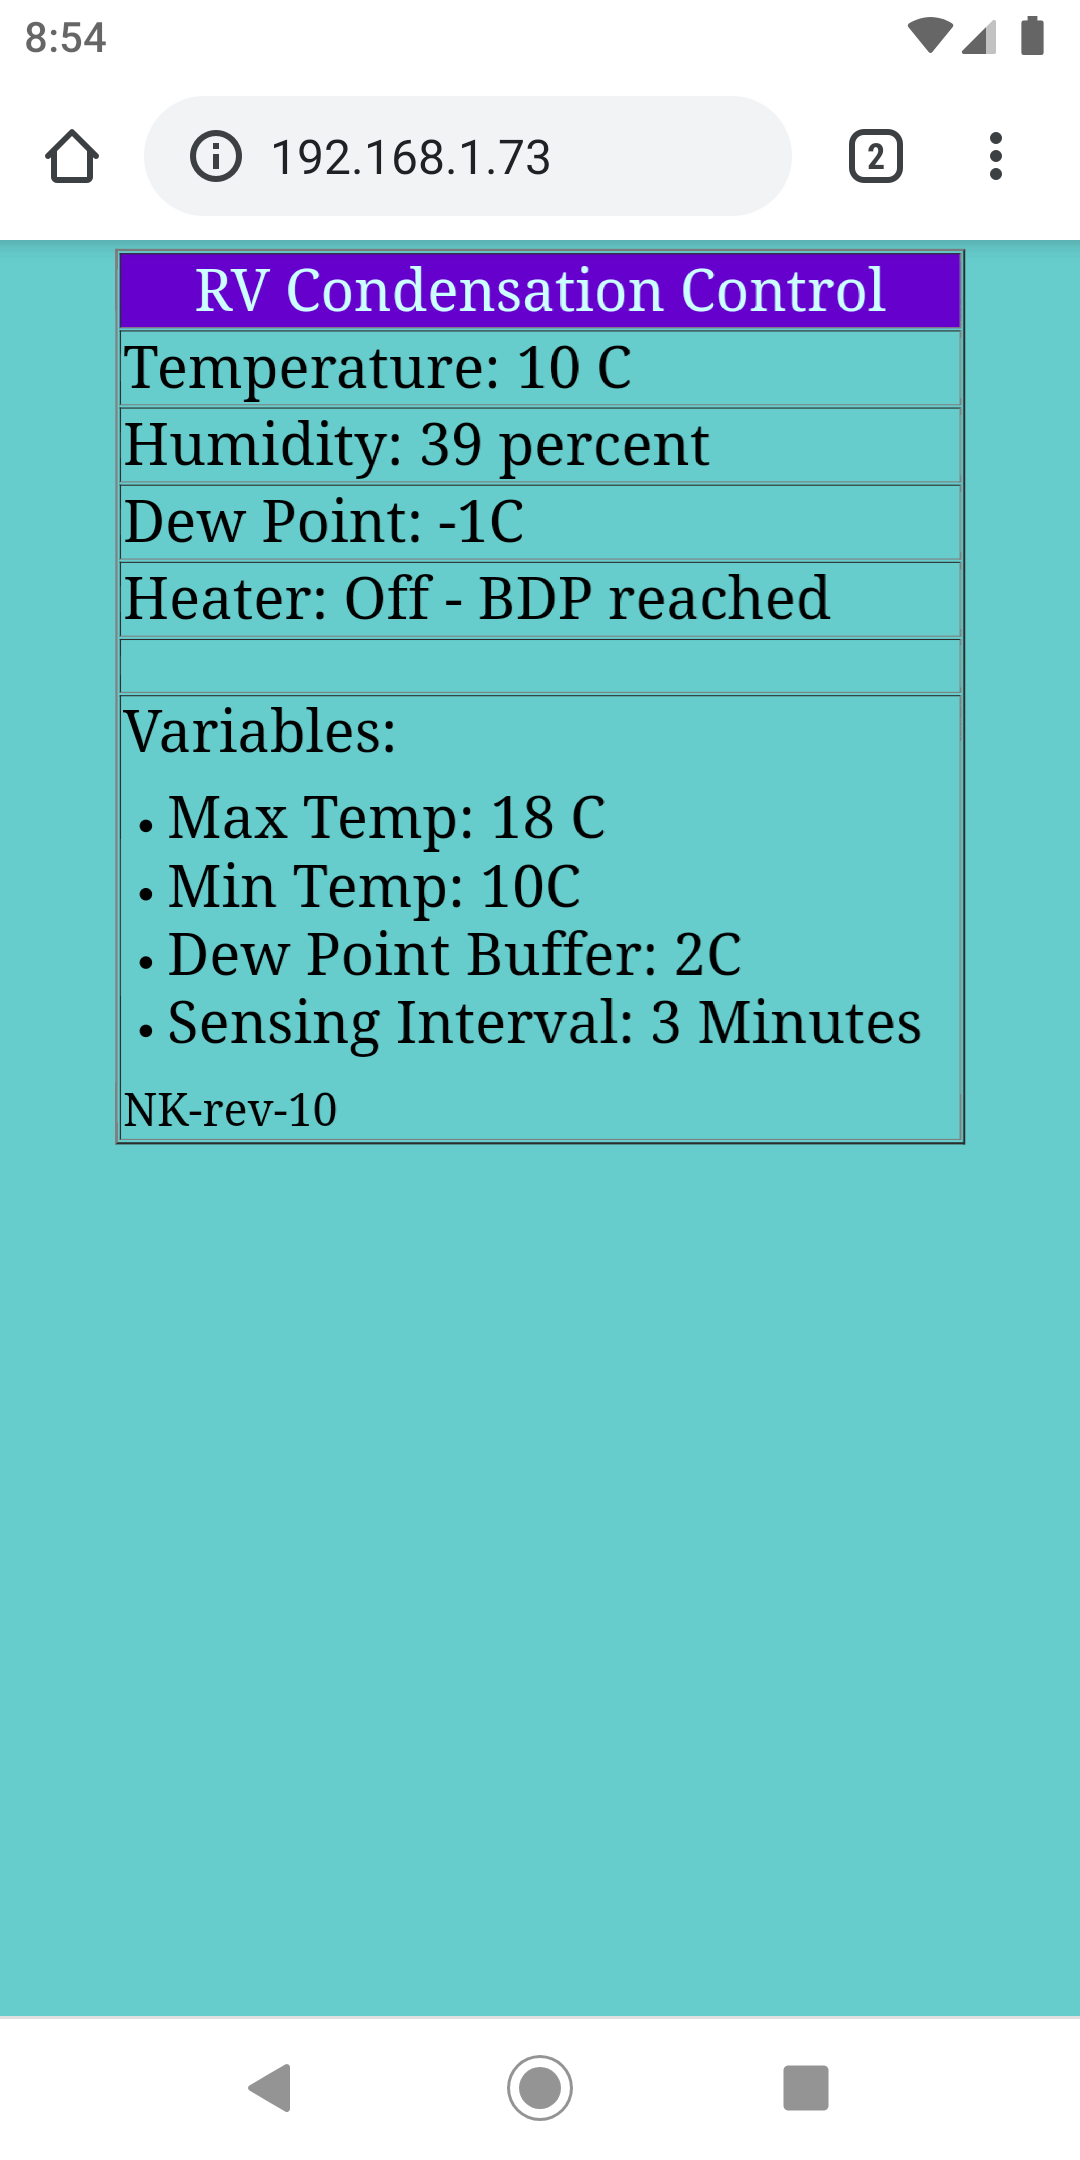 8:54
192.168.1.73
2
RV Condensation Control
Temperature: 10 C
Humidity: 39 percent
Dew Point: -1C
Heater: Off - BDP reached
Variables:
• Max Temp: 18 C
• Min Temp: 10C
• Dew Point Buffer: 2C
• Sensing Interval: 3 Minutes
NK-rev-10